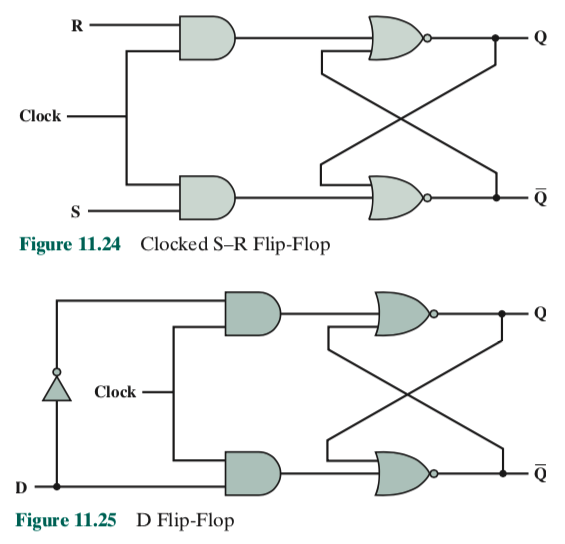 R
Q
Clock
S
Q̅
Figure 11.24 Clocked S–R Flip-Flop
Q
Clock
D
Q̅
Figure 11.25 D Flip-Flop